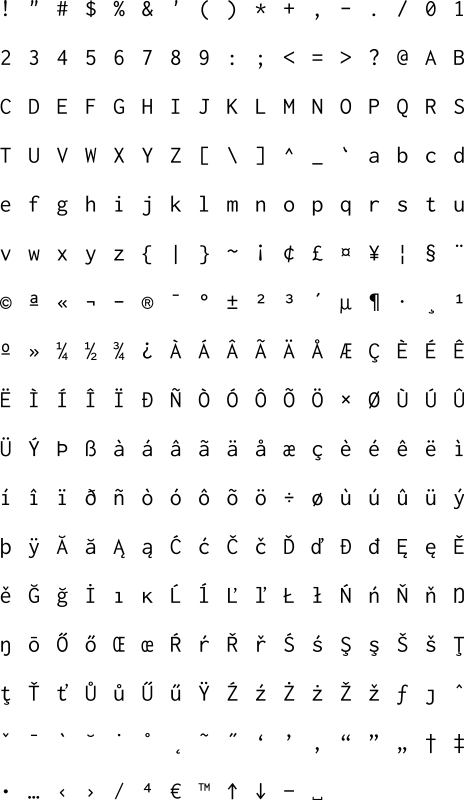 ! " # $ % & ' ( ) * + , - . / 0 1
2 3 4 5 6 7 8 9 : ; < = > ? @ A B
C D E F G H I J K L M N O P Q R S
T U V W X Y Z [ \ ] ^ _ ` a b c d
e f g h i j k l m n o p q r s t u
v w x y z { | } ~ ¡ ¢ £ ¤ ¥ ¦ § ¨
© ª « ¬ – ® ¯ ° ± ² ³ ´ µ ¶ · ¸ ¹
º » ¼ ½ ¾ ¿ À Á Â Ã Ä Å Æ Ç È É Ê
Ë Ì Í Î Ï Ð Ñ Ò Ó Ô Õ Ö × Ø Ù Ú Û
Ü Ý Þ ß à á â ã ä å æ ç è é ê ë ì
í î ï ð ñ ò ó ô õ ö ÷ ø ù ú û ü ý
þ ÿ Ă ă Ą ą Ć ć Č č Ď ď Đ đ Ę ę Ě
ě Ğ ğ İ ı ĸ Ĺ ĺ Ľ ľ Ł ł Ń ń Ň ň Ŋ
ŋ ō Ő ő Œ œ Ŕ ŕ Ř ř Ś ś Ş ş Š š Ţ
ţ Ť ť Ů ů Ű ű Ÿ Ź ź Ż ż Ž ž ƒ ȷ ˆ
ˇ ˉ ˋ ˘ ˙ ˚ ˛ ˜ ˝ ‘ ’ ‚ “ ” „ † ‡
• … ‹ › ⁄ ⁴ € ™ ↑ ↓ − ␣